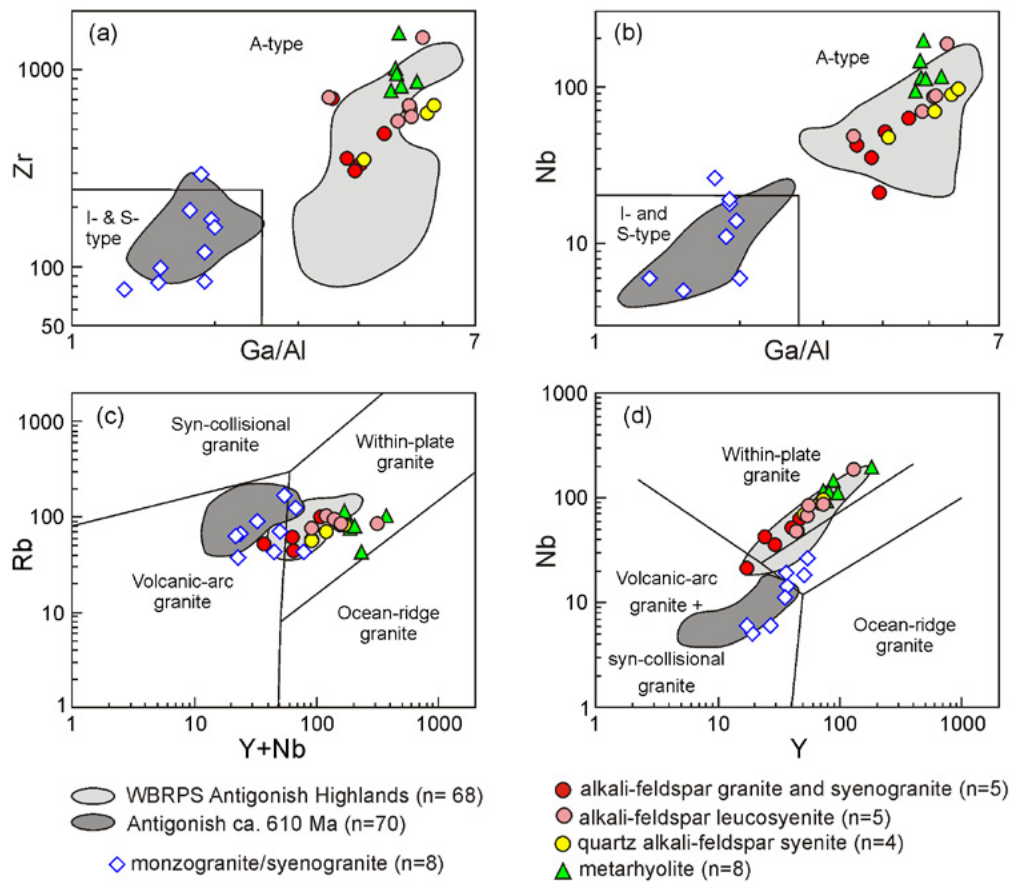 (a)
A-type
1000
Zr
I- & S-
type
100
50
1
Ga/Al
7
(b)
A-type
100
Nb
I- and
S-type
10
1
Ga/Al
7
(c)
Syn-collisional
granite
1000
Within-plate
granite
100
Rb
Volcanic-arc
granite
10
Ocean-ridge
granite
1
1
10
100
1000
Y+Nb
(d)
1000
Within-plate
granite
100
Nb
Volcanic-arc
granite +
10
Ocean-ridge
granite
syn-collisional
granite
1
1
10
100
1000
Y
WBRPS Antigonish Highlands (n= 68)
Antigonish ca. 610 Ma (n=70)
monzogranite/syenogranite (n=8)
alkali-feldspar granite and syenogranite (n=5)
alkali-feldspar leucosyenite (n=5)
quartz alkali-feldspar syenite (n=4)
metarhyolite (n=8)